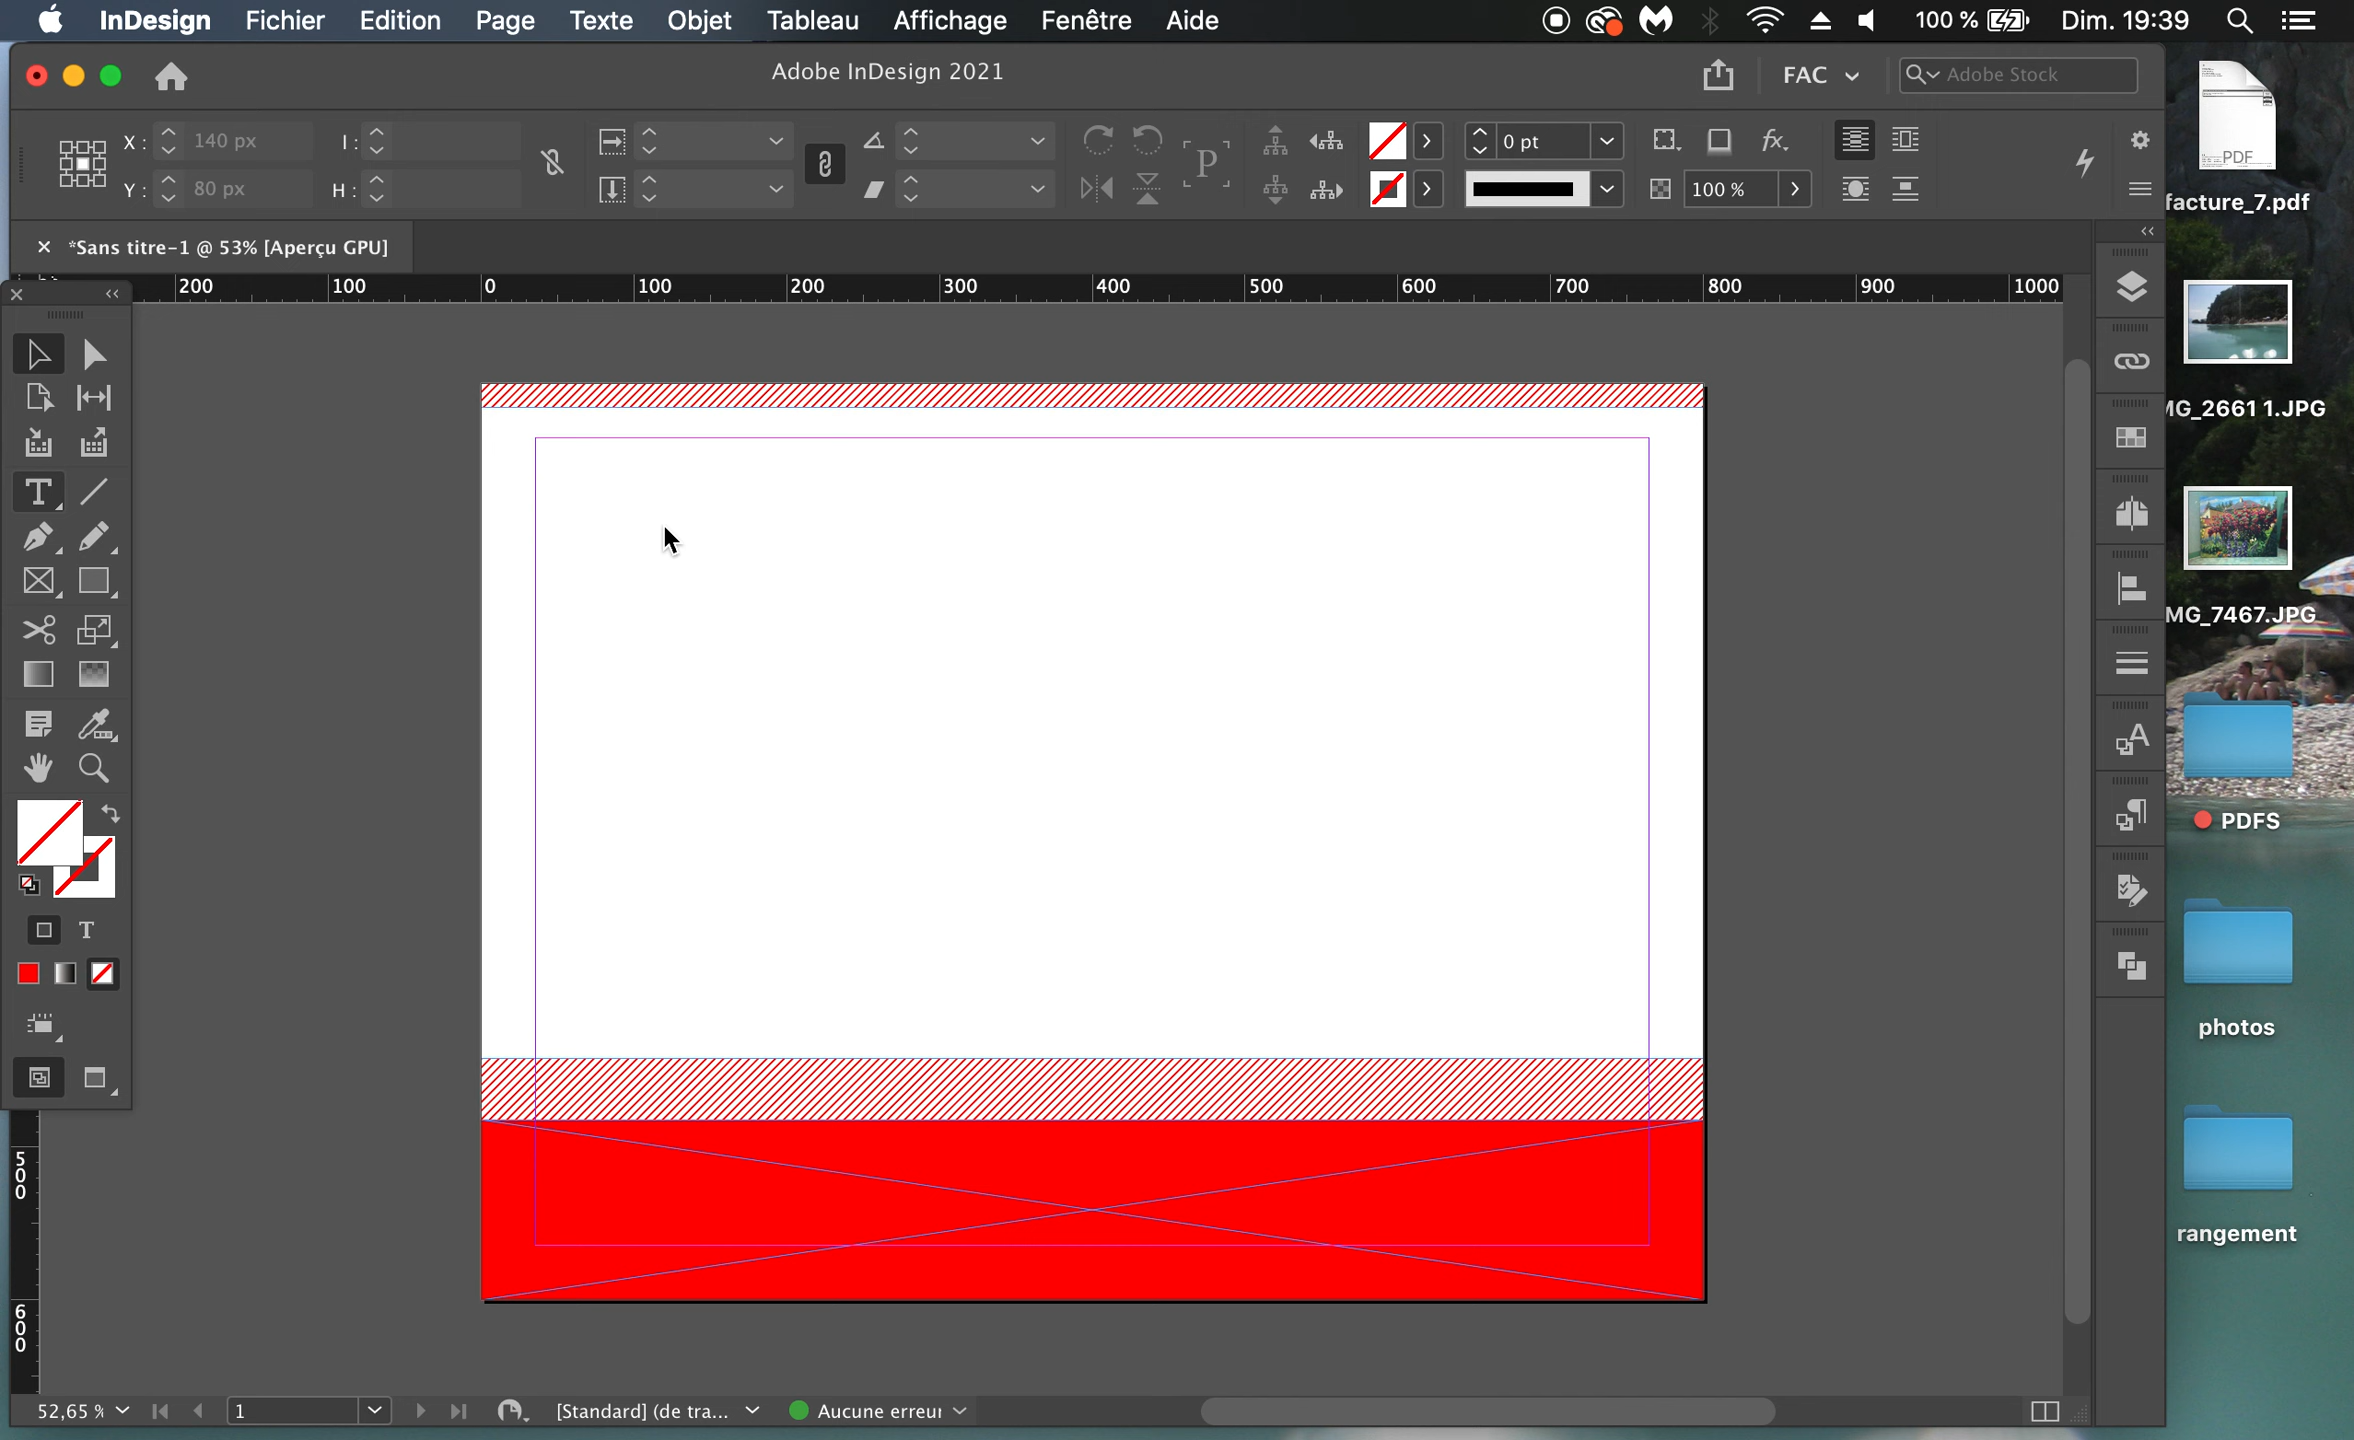 InDesign Fichier Edition Page Texte Objet Tableau Affichage Fenêtre Aide 100 % Dim. 19:39
Adobe InDesign 2021 FAC Adobe Stock
X : 140 px I : 0 pt
Y : 80 px H : 100 %
*Sans titre-1 @ 53% [Aperçu GPU]
200 100 0 100 200 300 400 500 600 700 800 900 1000
500
600
52,65 % 1 [Standard] (de tra... Aucune erreur
PDF
facture_7.pdf
MG_2661 1.JPG
MG_7467.JPG
PDFS
photos
rangement